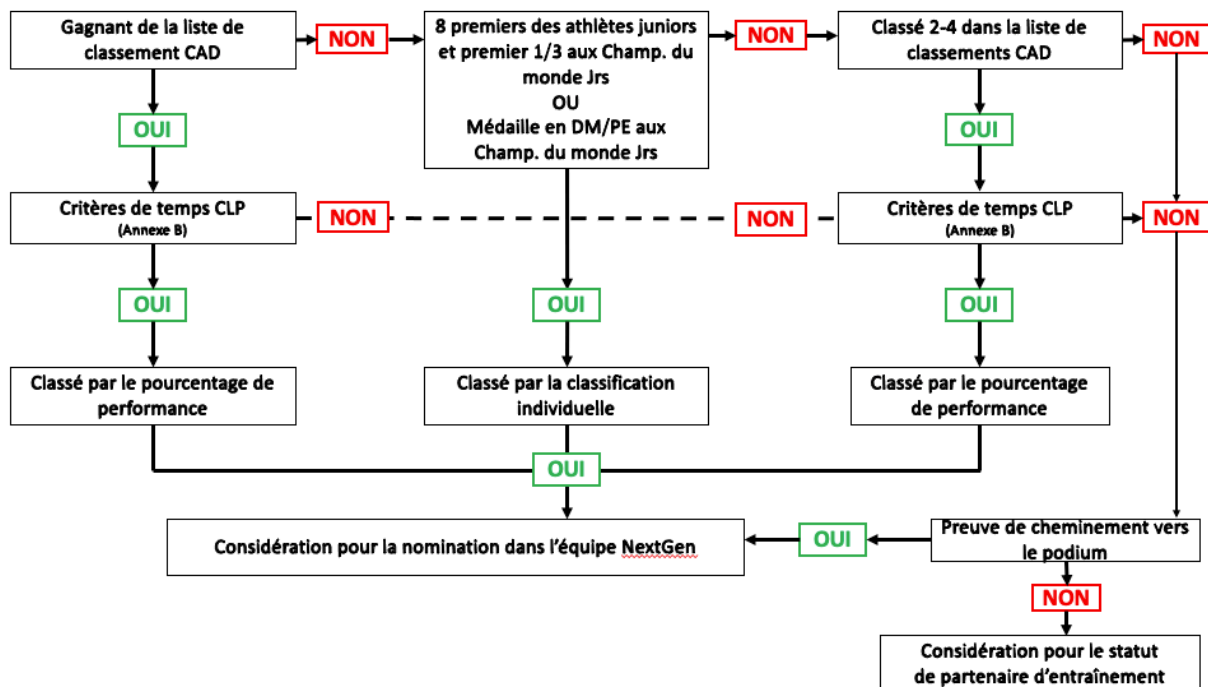 Gagnant de la liste de
classement CAD
NON
8 premiers des athlètes juniors
et premier 1/3 aux Champ. du
monde Jrs
OU
Médaille en DM/PE aux
Champ. du monde Jrs
NON
Classé 2-4 dans la liste de
classements CAD
NON
OUI
OUI
Critères de temps CLP
(Annexe B)
NON
NON
Critères de temps CLP
(Annexe B)
NON
OUI
OUI
OUI
Classé par le pourcentage de
performance
Classé par la classification
individuelle
Classé par le pourcentage
de performance
OUI
Considération pour la nomination dans l'équipe NextGen
OUI
Preuve de cheminement vers
le podium
NON
Considération pour le statut
de partenaire d'entraînement